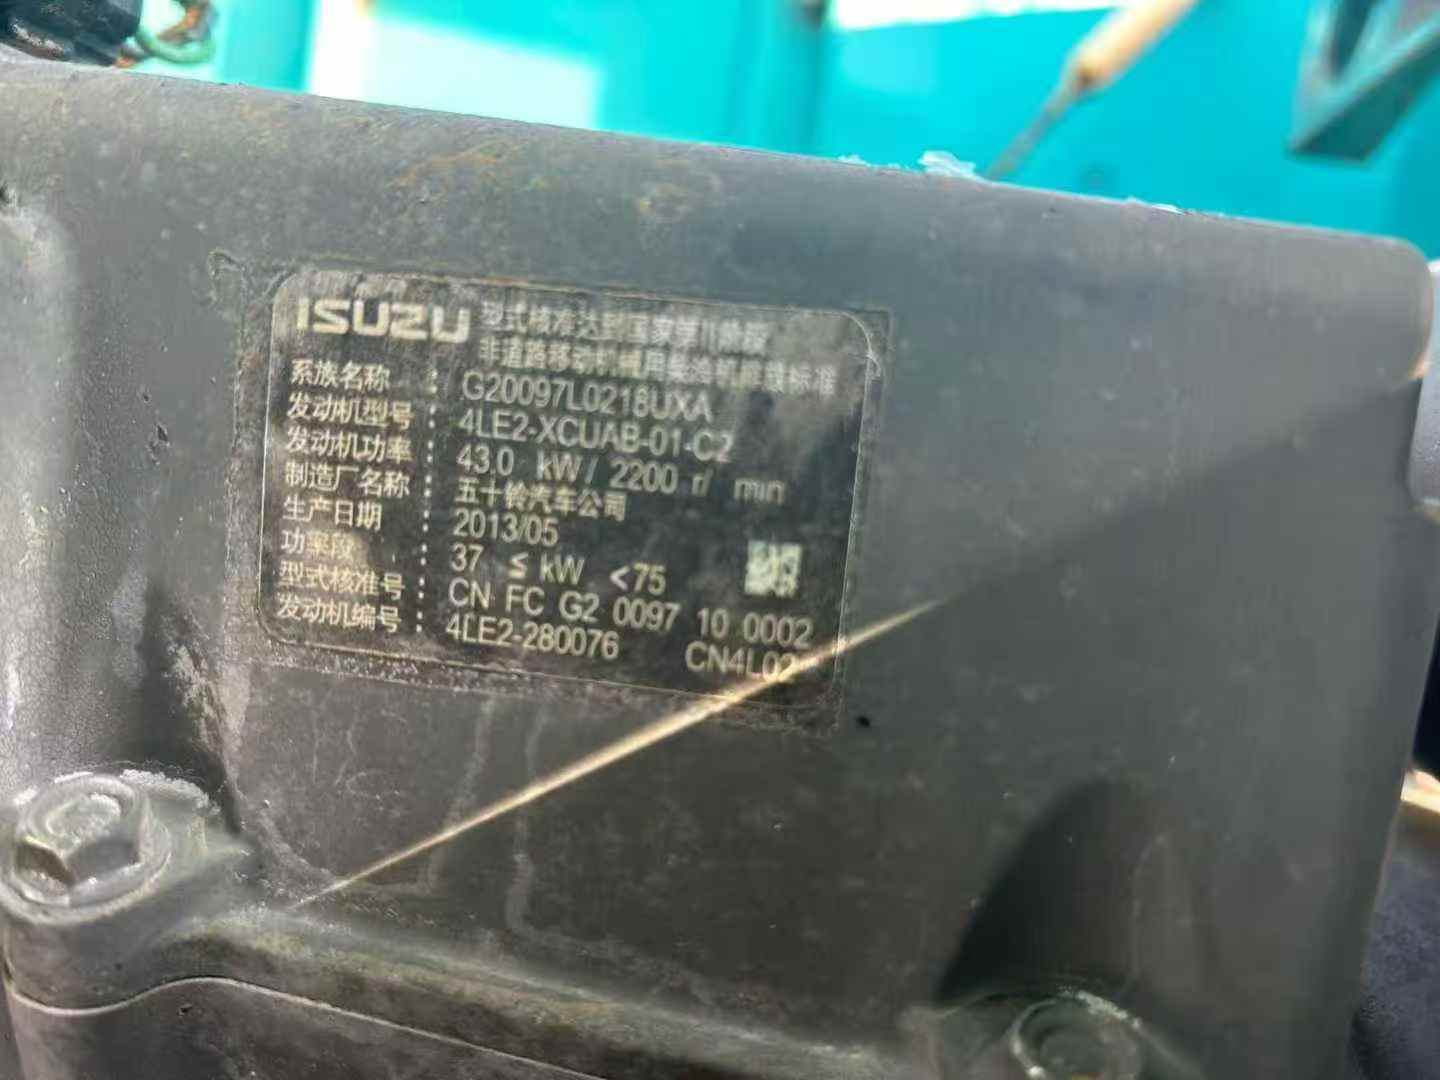 ISUZU 型式核准达到国家第二阶段
非道路移动机械用柴油机排放标准
系族名称 : G20097L0218UXA
发动机型号 : 4LE2-XCUAB-01-C2
发动机功率 : 43.0 kW/ 2200 r/ min
制造厂名称 : 五十铃汽车公司
生产日期 : 2013/05
功率段 : 37 ≤ kW <75
型式核准号 : CN FC G2 0097 10 0002
发动机编号 : 4LE2-280076 CN4L02